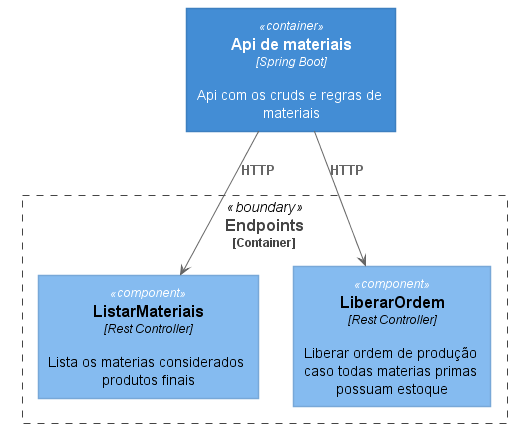 «container»
Api de materiais
[Spring Boot]
Api com os cruds e regras de
materiais
HTTP
HTTP
«boundary»
Endpoints
[Container]
«component»
ListarMateriais
[Rest Controller]
Lista os materias considerados
produtos finais
«component»
LiberarOrdem
[Rest Controller]
Liberar ordem de produção
caso todas materias primas
possuam estoque